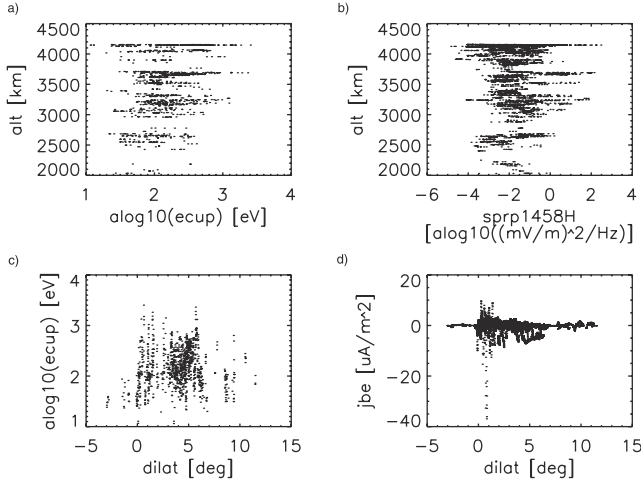 a)
4500
4000
3500
3000
2500
2000
alt [km]
1 2 3 4
alog10(ecup) [eV]
b)
4500
4000
3500
3000
2500
2000
alt [km]
−6 −4 −2 0 2 4
sprp1458H
[alog10((mV/m)^2/Hz)]
c)
4
3
2
1
alog10(ecup) [eV]
−5 0 5 10 15
dilat [deg]
d)
20
0
−20
−40
jbe [uA/m^2]
−5 0 5 10 15
dilat [deg]